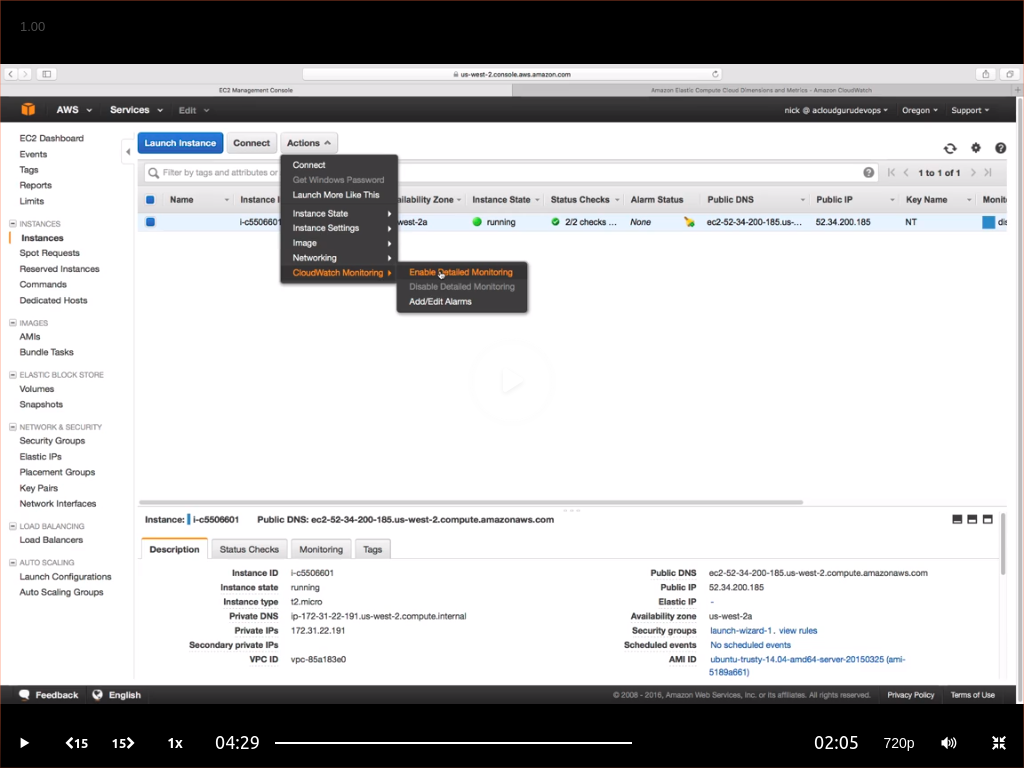 1.00
us-west-2.console.aws.amazon.com
EC2 Management Console
Amazon Elastic Compute Cloud Dimensions and Metrics - Amazon CloudWatch
AWS Services Edit
nick @ acloudgurudevops Oregon Support
EC2 Dashboard
Events
Tags
Reports
Limits
INSTANCES
Instances
Spot Requests
Reserved Instances
Commands
Dedicated Hosts
IMAGES
AMIs
Bundle Tasks
ELASTIC BLOCK STORE
Volumes
Snapshots
NETWORK & SECURITY
Security Groups
Elastic IPs
Placement Groups
Key Pairs
Network Interfaces
LOAD BALANCING
Load Balancers
AUTO SCALING
Launch Configurations
Auto Scaling Groups
Launch Instance Connect Actions
Filter by tags and attributes or
1 to 1 of 1
Name Instance I ailability Zone Instance State Status Checks Alarm Status Public DNS Public IP Key Name Monit
i-c5506601 west-2a running 2/2 checks ... None ec2-52-34-200-185.us-... 52.34.200.185 NT dis
Connect
Get Windows Password
Launch More Like This
Instance State
Instance Settings
Image
Networking
CloudWatch Monitoring
Enable Detailed Monitoring
Disable Detailed Monitoring
Add/Edit Alarms
Instance: i-c5506601 Public DNS: ec2-52-34-200-185.us-west-2.compute.amazonaws.com
Description Status Checks Monitoring Tags
Instance ID i-c5506601
Instance state running
Instance type t2.micro
Private DNS ip-172-31-22-191.us-west-2.compute.internal
Private IPs 172.31.22.191
Secondary private IPs
VPC ID vpc-85a183e0
Public DNS ec2-52-34-200-185.us-west-2.compute.amazonaws.com
Public IP 52.34.200.185
Elastic IP -
Availability zone us-west-2a
Security groups launch-wizard-1. view rules
Scheduled events No scheduled events
AMI ID ubuntu-trusty-14.04-amd64-server-20150325 (ami-
5189a661)
Feedback English
© 2008 - 2016, Amazon Web Services, Inc. or its affiliates. All rights reserved. Privacy Policy Terms of Use
15 15 1x 04:29 02:05 720p